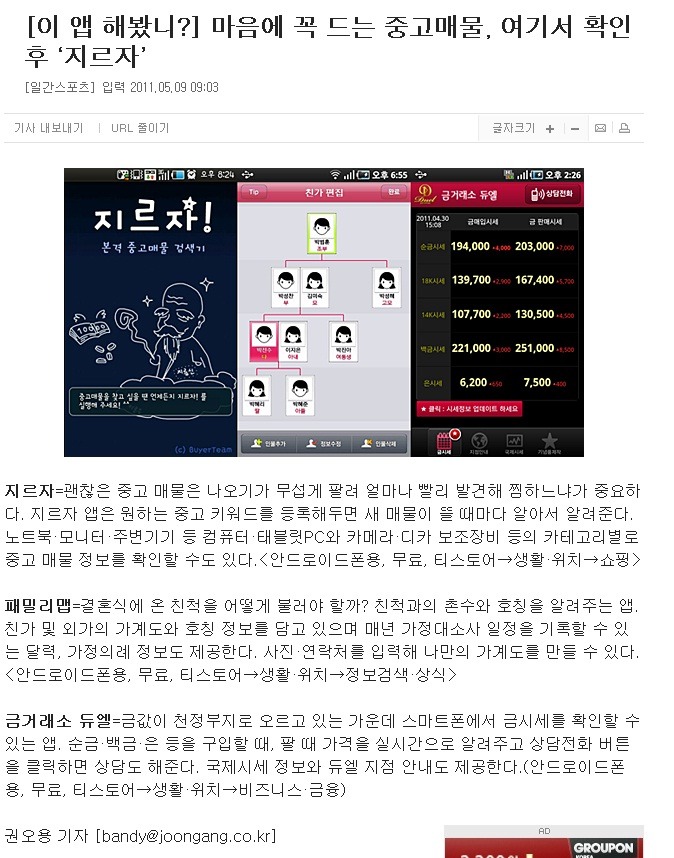 [이 앱 해봤니?] 마음에 꼭 드는 중고매물, 여기서 확인
후 ‘지르자’
[일간스포츠] 입력 2011.05.09 09:03
기사 내보내기 | URL 줄이기
글자크기 + −
오후 8:24
지르자!
본격 중고매물 검색기
중고매물을 찾고 싶을 땐 언제든지 지르자! 를
실행해 주세요!
(c) BuyerTeam
오후 6:55
Tip 친가 편집 완료
박범훈
조부
박성찬 김미숙 박성혜
부 모 고모
박진수 이지은 박진아
나 아내 여동생
박혜리 박혜준
딸 아들
인물추가 정보수정 인물삭제
오후 2:26
Duel 금거래소 듀엘 상담전화
2011.04.30
15:08 금매입시세 금 판매시세
순금시세 194,000 +4,000 203,000 +7,000
18K시세 139,700 +2,900 167,400 +5,700
14K시세 107,700 +2,200 130,500 +4,500
백금시세 221,000 +3,000 251,000 +8,500
은시세 6,200 +650 7,500 +400
★ 클릭 : 시세정보 업데이트 하세요
금시세 지점안내 국제시세
지르자=괜찮은 중고 매물은 나오기가 무섭게 팔려 얼마나 빨리 발견해 찜하느냐가 중요하
다. 지르자 앱은 원하는 중고 키워드를 등록해두면 새 매물이 뜰 때마다 알아서 알려준다.
노트북·모니터·주변기기 등 컴퓨터·태블릿PC와 카메라·디카 보조장비 등의 카테고리별로
중고 매물 정보를 확인할 수도 있다.<안드로이드폰용, 무료, 티스토어→생활·위치→쇼핑>
패밀리맵=결혼식에 온 친척을 어떻게 불러야 할까? 친척과의 촌수와 호칭을 알려주는 앱.
친가 및 외가의 가계도와 호칭 정보를 담고 있으며 매년 가정대소사 일정을 기록할 수 있
는 달력, 가정의례 정보도 제공한다. 사진·연락처를 입력해 나만의 가계도를 만들 수 있다.
<안드로이드폰용, 무료, 티스토어→생활·위치→정보검색·상식>
금거래소 듀엘=금값이 천정부지로 오르고 있는 가운데 스마트폰에서 금시세를 확인할 수
있는 앱. 순금·백금·은 등을 구입할 때, 팔 때 가격을 실시간으로 알려주고 상담전화 버튼
을 클릭하면 상담도 해준다. 국제시세 정보와 듀엘 지점 안내도 제공한다.(안드로이드폰
용, 무료, 티스토어→생활·위치→비즈니스·금융)
권오용 기자 [bandy@joongang.co.kr]
AD
GROUPON
KOREA